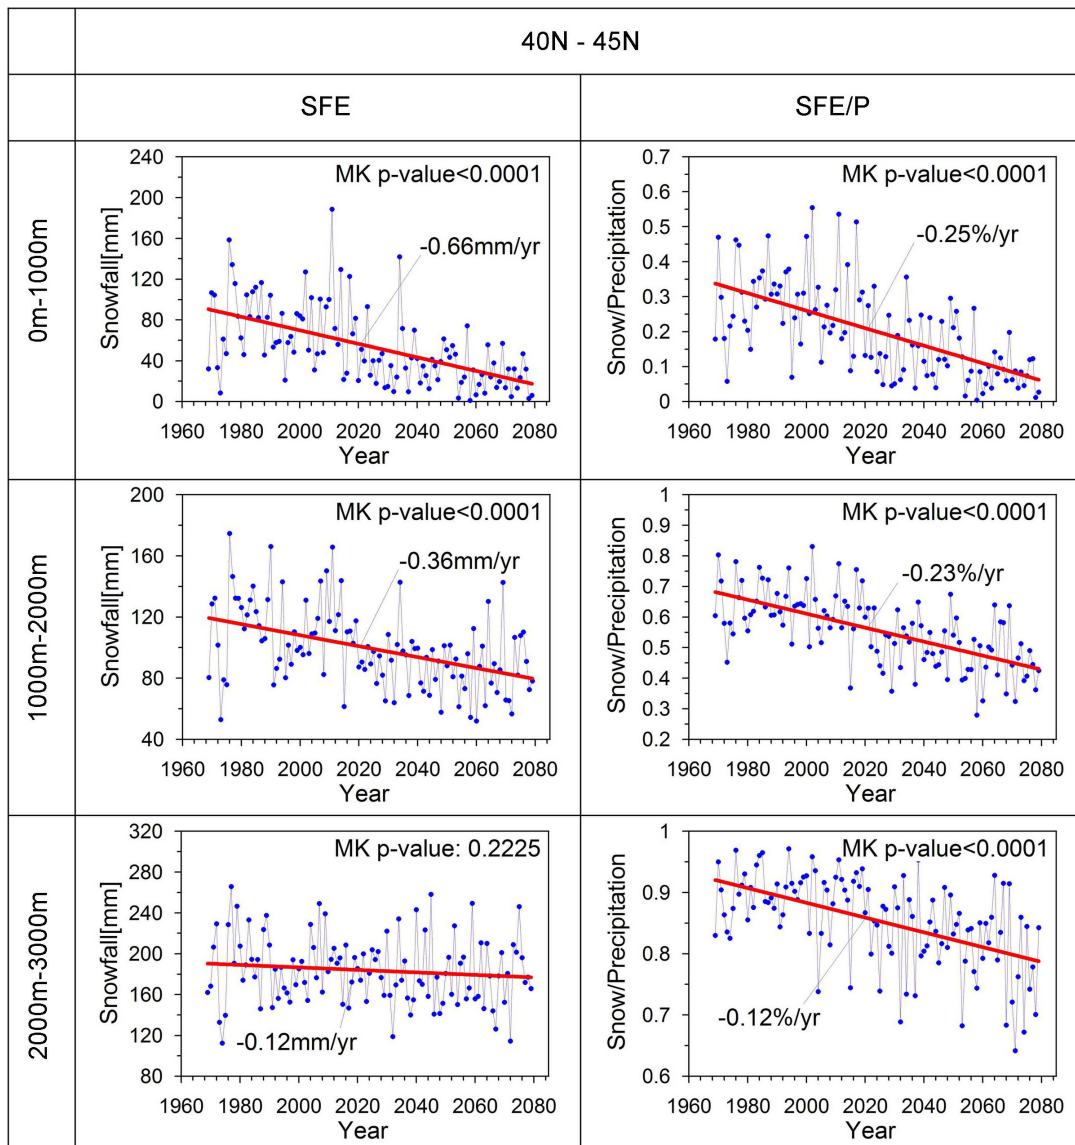 40N - 45N
SFE
SFE/P
0m-1000m
Snowfall[mm]
240
200
160
120
80
40
0
MK p-value<0.0001
-0.66mm/yr
1960 1980 2000 2020 2040 2060 2080
Year
Snow/Precipitation
0.7
0.6
0.5
0.4
0.3
0.2
0.1
0
MK p-value<0.0001
-0.25%/yr
1960 1980 2000 2020 2040 2060 2080
Year
1000m-2000m
Snowfall[mm]
200
160
120
80
40
MK p-value<0.0001
-0.36mm/yr
1960 1980 2000 2020 2040 2060 2080
Year
Snow/Precipitation
1
0.9
0.8
0.7
0.6
0.5
0.4
0.3
0.2
MK p-value<0.0001
-0.23%/yr
1960 1980 2000 2020 2040 2060 2080
Year
2000m-3000m
Snowfall[mm]
320
280
240
200
160
120
80
MK p-value: 0.2225
-0.12mm/yr
1960 1980 2000 2020 2040 2060 2080
Year
Snow/Precipitation
1
0.9
0.8
0.7
0.6
MK p-value<0.0001
-0.12%/yr
1960 1980 2000 2020 2040 2060 2080
Year